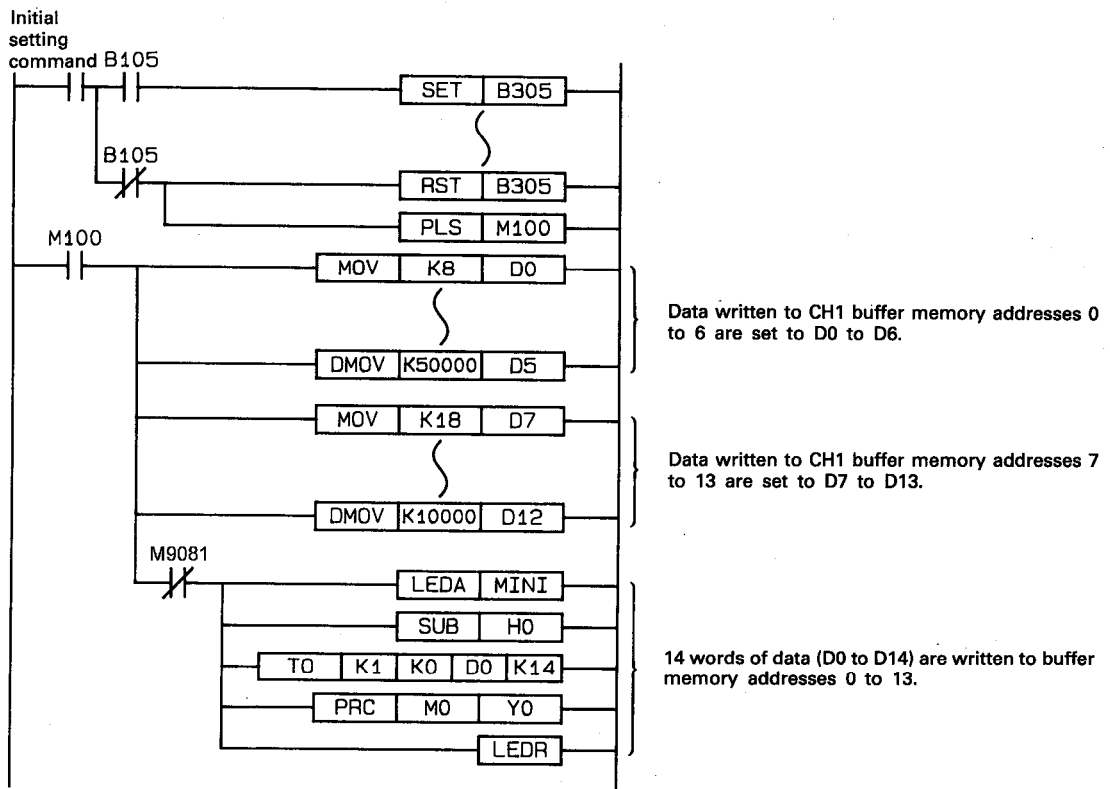 Initial
setting
command B105
SET B305
B105
RST B305
PLS M100
M100
MOV K8 D0
Data written to CH1 buffer memory addresses 0
to 6 are set to D0 to D6.
DMOV K50000 D5
MOV K18 D7
Data written to CH1 buffer memory addresses 7
to 13 are set to D7 to D13.
DMOV K10000 D12
M9081
LEDA MINI
SUB H0
TO K1 K0 D0 K14
14 words of data (D0 to D14) are written to buffer
memory addresses 0 to 13.
PRC M0 Y0
LEDR